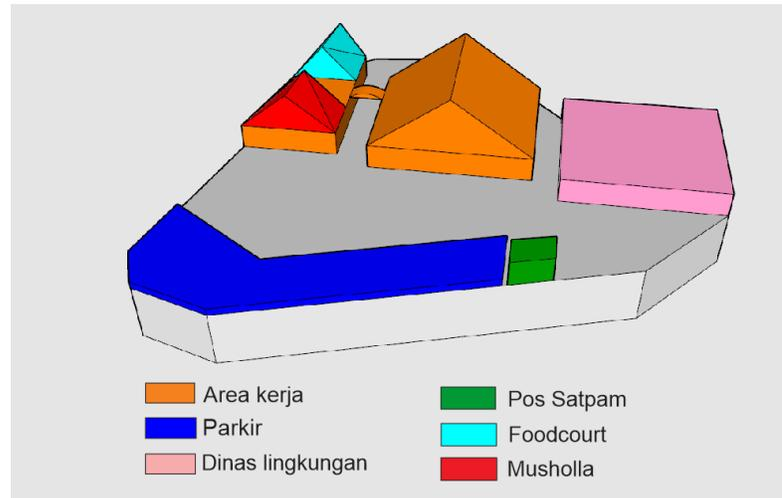 Area kerja
Parkir
Dinas lingkungan
Pos Satpam
Foodcourt
Musholla